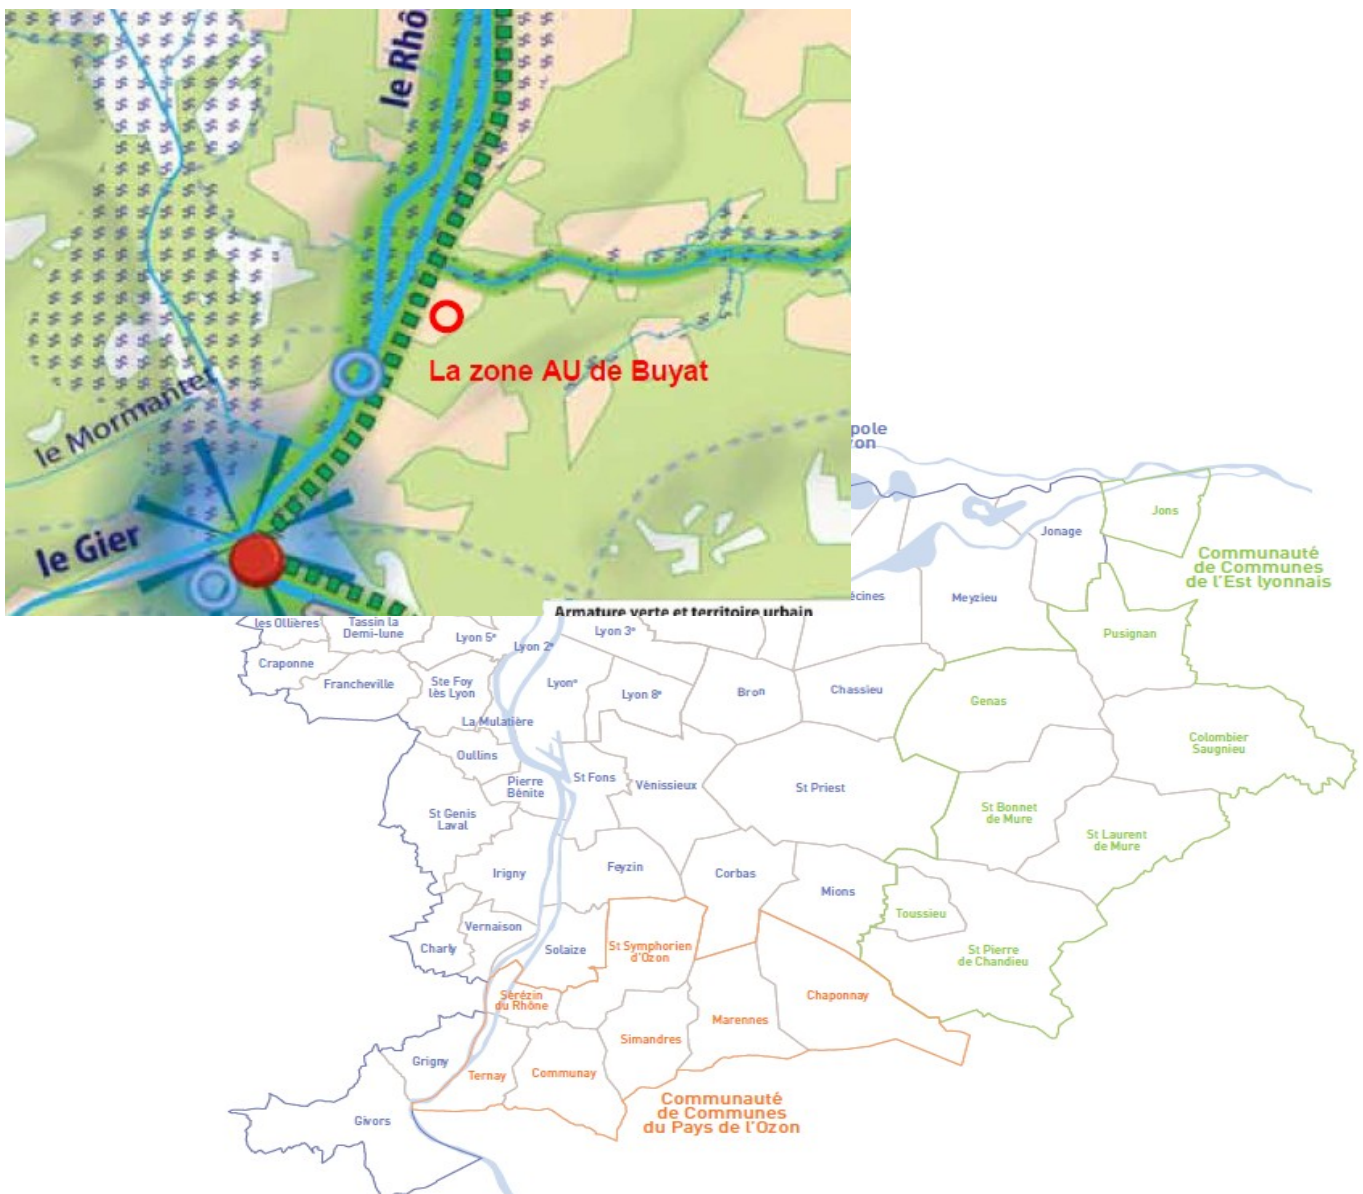 le Rhô
La zone AU de Buyat
le Mormantet
le Gier
Armature verte et territoire urbain
pole
yon
Jons
Jonage
Communauté
de Communes
de l'Est lyonnais
écines
Meyzieu
Pusignan
les Ollières
Tassin la
Demi-lune
Lyon 5e
Lyon 2e
Lyon 3e
Craponne
Francheville
Ste Foy
lès Lyon
Lyone
Lyon 8e
Bron
Chassieu
Genas
La Mulatière
Colombier
Saugnieu
Oullins
Pierre
Bénite
St Fons
Vénissieux
St Priest
St Genis
Laval
St Bonnet
de Mure
St Laurent
de Mure
Irigny
Feyzin
Corbas
Mions
Toussieu
Vernaison
Charly
Solaize
St Symphorien
d'Ozon
St Pierre
de Chandieu
Sérézin
du Rhône
Chaponnay
Marennes
Simandres
Grigny
Ternay
Communay
Givors
Communauté
de Communes
du Pays de l'Ozon